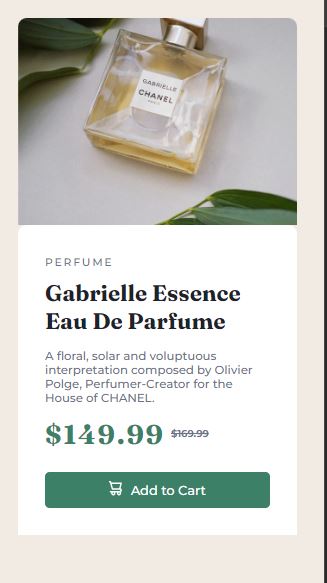 GABRIELLE
CHANEL
PARIS
PERFUME
Gabrielle Essence
Eau De Parfume
A floral, solar and voluptuous
interpretation composed by Olivier
Polge, Perfumer-Creator for the
House of CHANEL.
$149.99 $169.99
Add to Cart